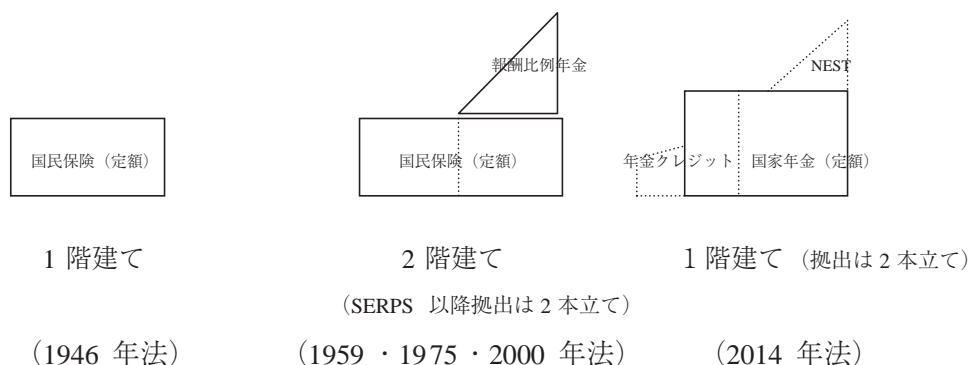 報酬比例年金
NEST
国民保険（定額）
国民保険（定額）
年金クレジット
国家年金（定額）
1 階建て
2 階建て
１階建て（拠出は 2 本立て）
（SERPS 以降拠出は 2 本立て）
（1946 年法）
（1959 ・1975 ・2000 年法）
（2014 年法）